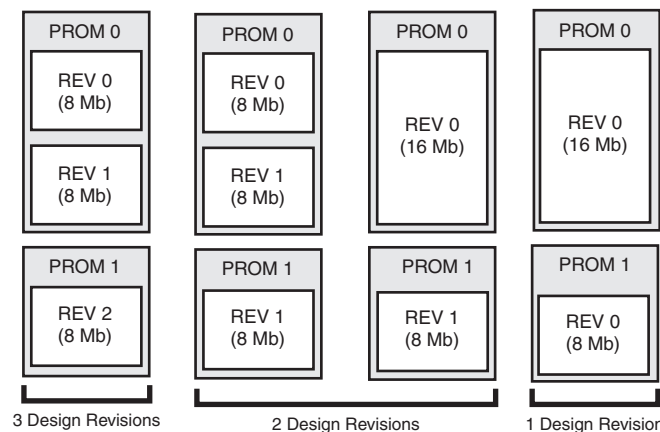 PROM 0
REV 0
(8 Mb)
REV 1
(8 Mb)
PROM 1
REV 2
(8 Mb)
3 Design Revisions
PROM 0
REV 0
(8 Mb)
REV 1
(8 Mb)
PROM 1
REV 1
(8 Mb)
PROM 0
REV 0
(16 Mb)
PROM 1
REV 1
(8 Mb)
2 Design Revisions
PROM 0
REV 0
(16 Mb)
PROM 1
REV 0
(8 Mb)
1 Design Revision